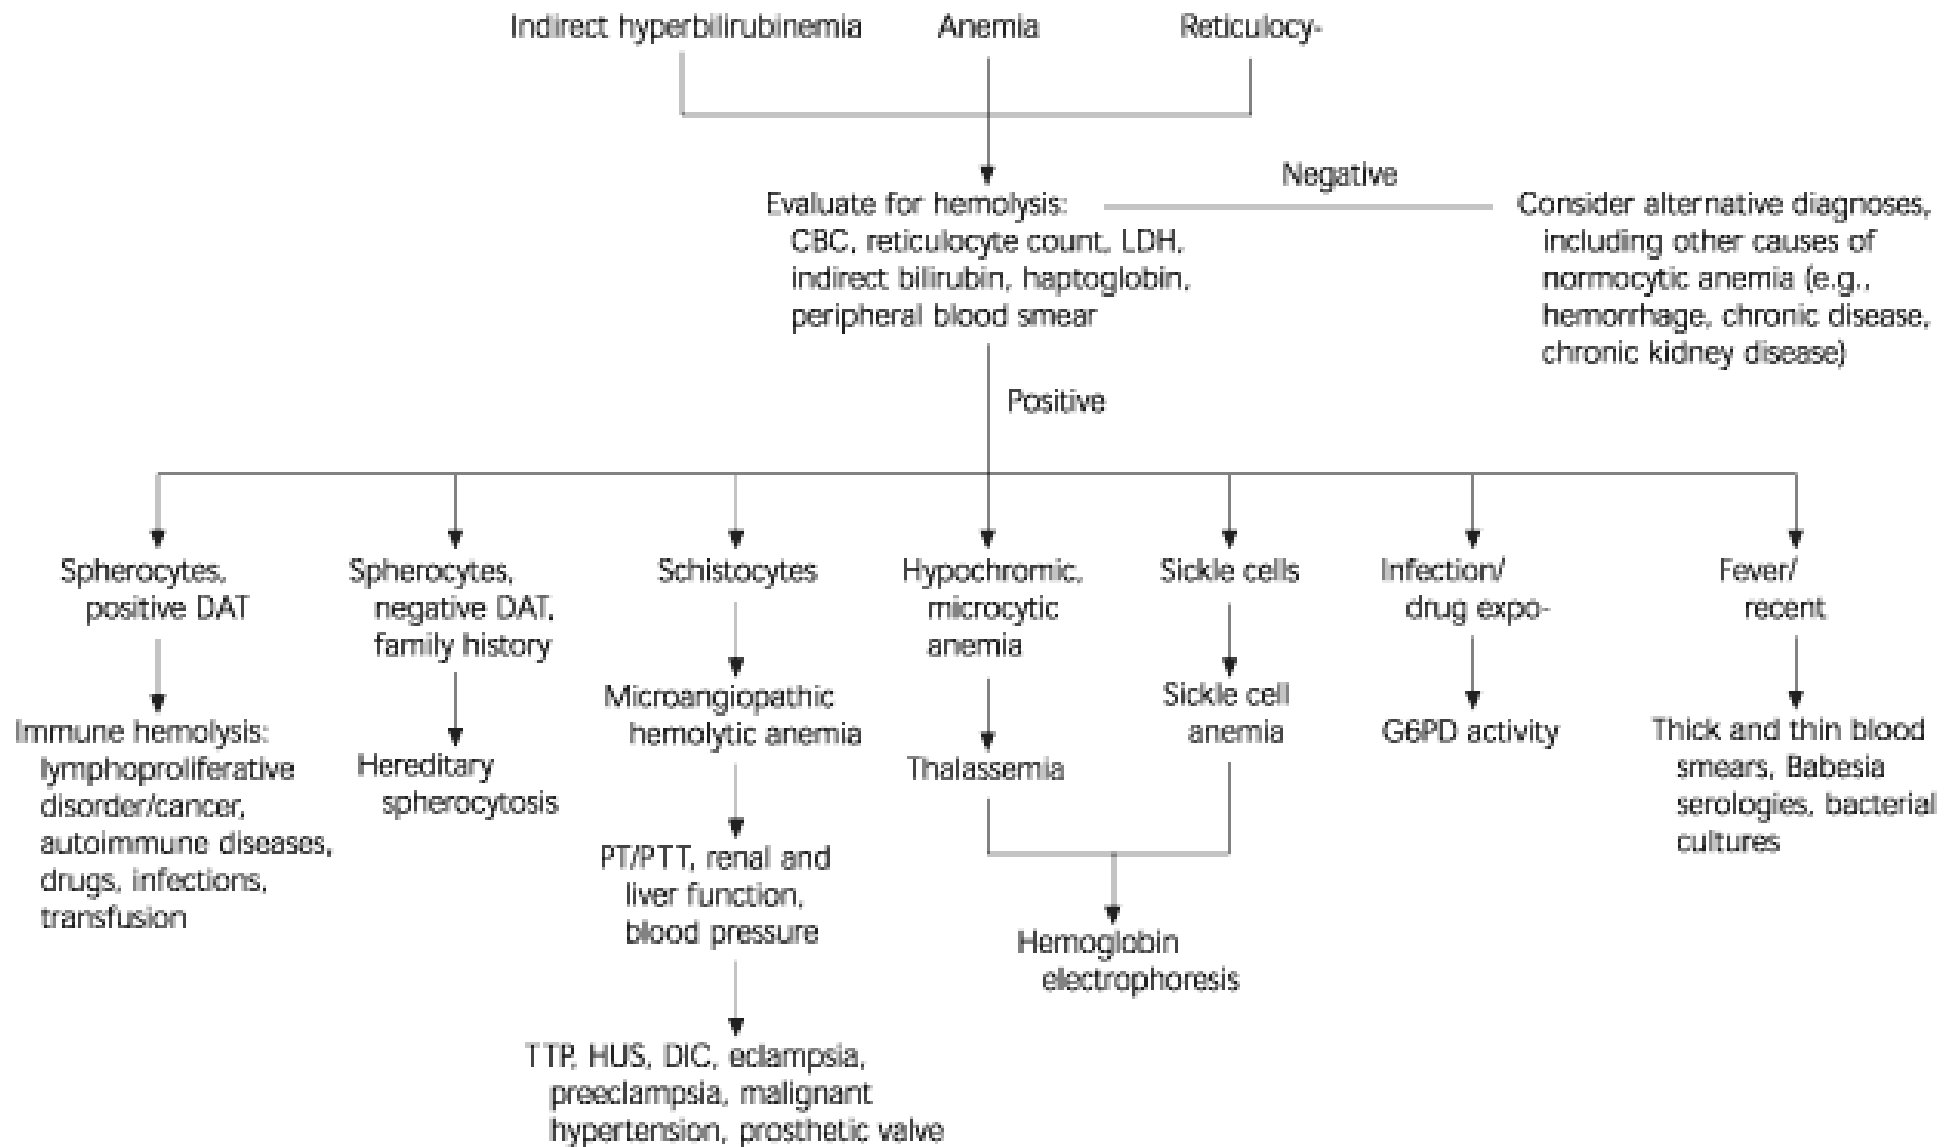 Indirect hyperbilirubinemia
Anemia
Reticulocy-
Negative
Evaluate for hemolysis:
CBC, reticulocyte count, LDH,
indirect bilirubin, haptoglobin,
peripheral blood smear
Consider alternative diagnoses,
including other causes of
normocytic anemia (e.g.,
hemorrhage, chronic disease,
chronic kidney disease)
Positive
Spherocytes,
positive DAT
Spherocytes,
negative DAT,
family history
Schistocytes
Hypochromic,
microcytic
anemia
Sickle cells
Infection/
drug expo-
Fever/
recent
Immune hemolysis:
lymphoproliferative
disorder/cancer,
autoimmune diseases,
drugs, infections,
transfusion
Hereditary
spherocytosis
Microangiopathic
hemolytic anemia
Thalassemia
Sickle cell
anemia
G6PD activity
Thick and thin blood
smears, Babesia
serologies, bacterial
cultures
PT/PTT, renal and
liver function,
blood pressure
Hemoglobin
electrophoresis
TTP, HUS, DIC, eclampsia,
preeclampsia, malignant
hypertension, prosthetic valve